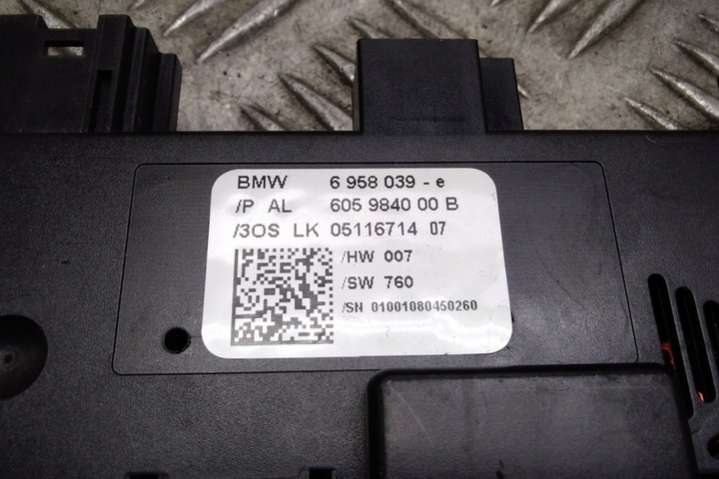 BMW 6 958 039 - e
/P AL 605 9840 00 B
/3OS LK 05116714 07
/HW 007
/SW 760
/SN 01001080450260